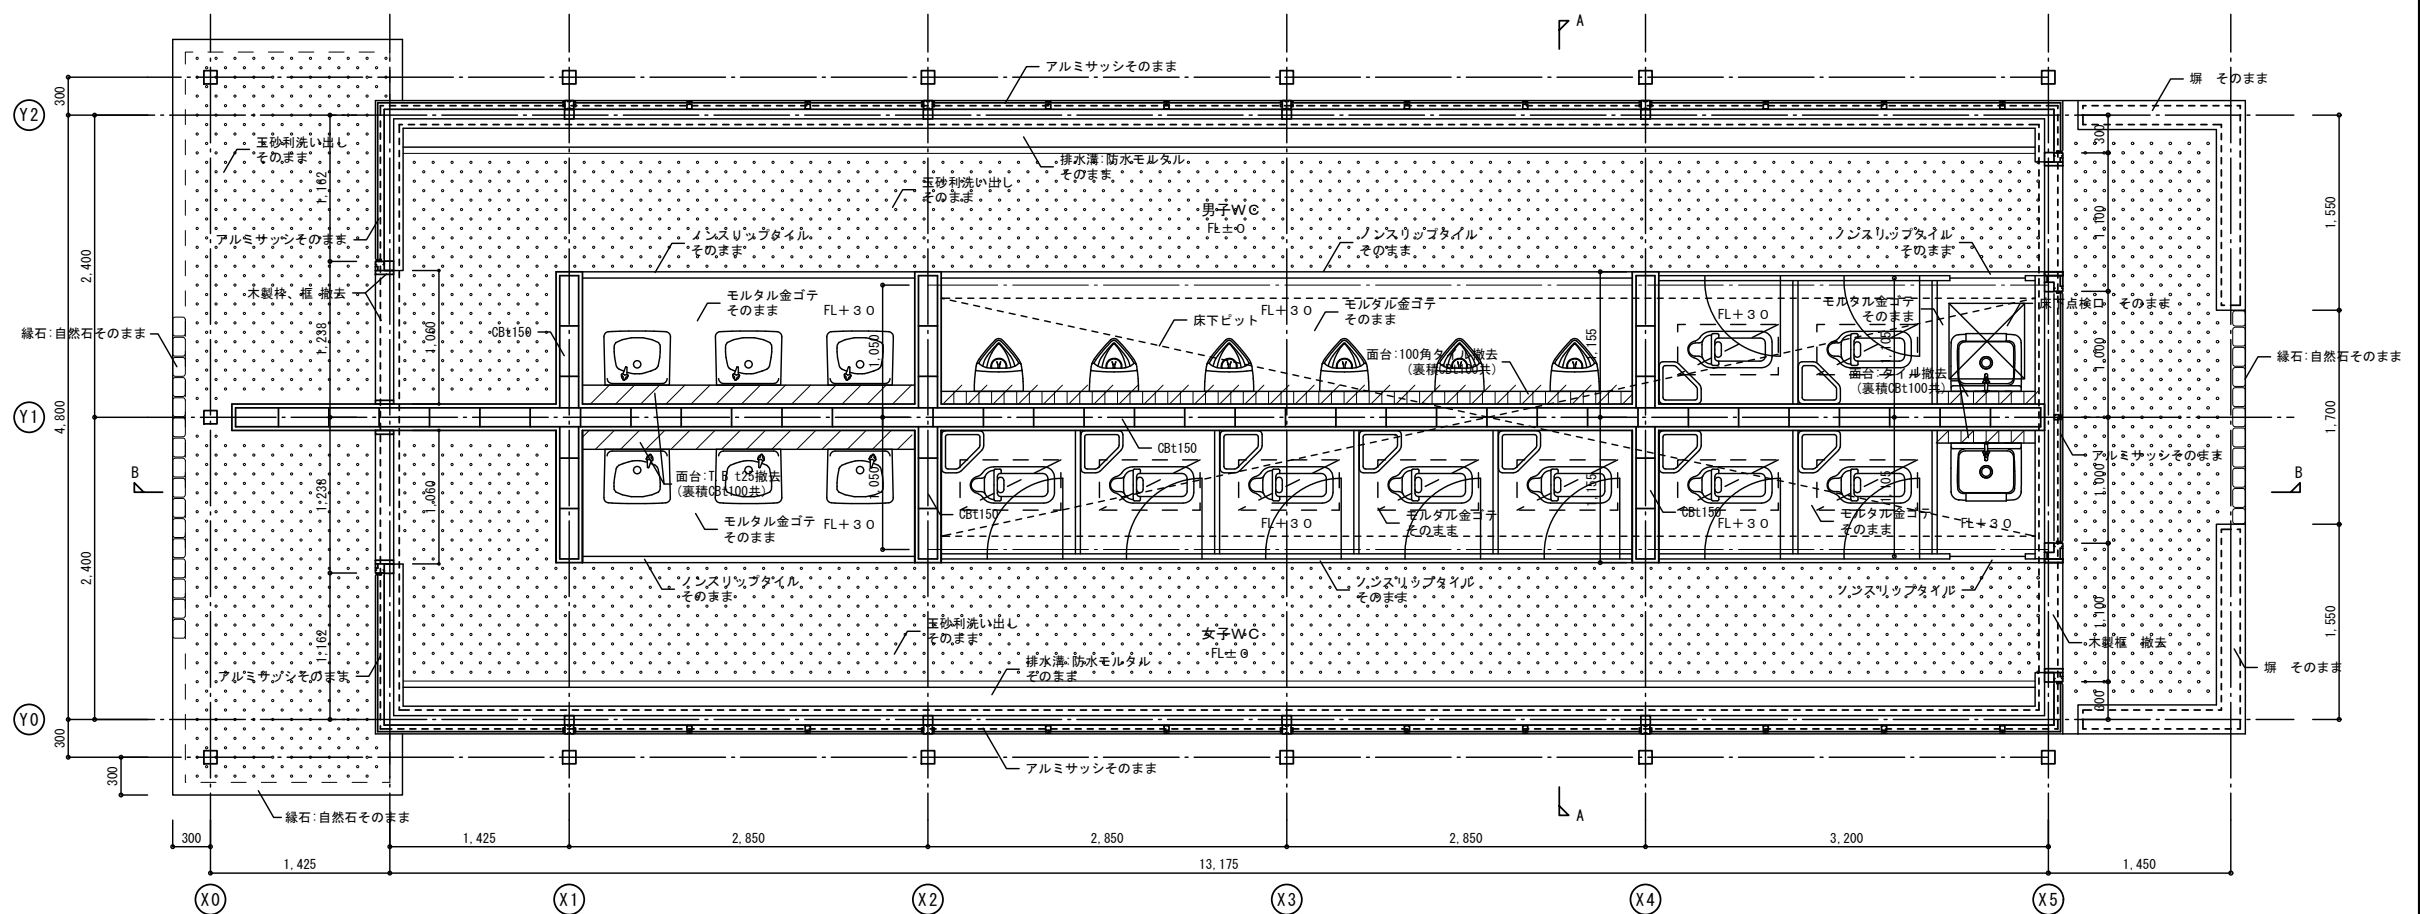 A
アルミサッシそのまま
塀　そのまま
300
Y2
玉砂利洗い出し
そのまま
排水溝:防水モルタル
そのまま
300
1,162
玉砂利洗い出し
そのまま
男子WC
FL±0
1,100
1,550
アルミサッシそのまま
ノンスリップタイル
そのまま
ノンスリップタイル
そのまま
ノンスリップタイル
そのまま
2,400
木製枠、框 撤去
モルタル金ゴテ
そのまま
FL+30
FL+30
モルタル金ゴテ
そのまま
FL+30
モルタル金ゴテ
そのまま
床下点検口　そのまま
縁石:自然石そのまま
1,238
1,060
CBt150
床下ピット
1,050
1,155
1,105
1,000
面台:100角タイル撤去
(裏積CBt100共)
面台:タイル撤去
(裏積CBt100共)
縁石:自然石そのまま
Y1
4,800
1,700
CBt150
アルミサッシそのまま
B
B
1,238
1,060
面台:T.B t25撤去
(裏積CBt100共)
1,050
1,155
1,105
1,000
モルタル金ゴテ
そのまま
FL+30
CBt150
FL+30
モルタル金ゴテ
そのまま
CBt150
FL+30
モルタル金ゴテ
そのまま
FL+30
2,400
ノンスリップタイル
そのまま
ノンスリップタイル
そのまま
ノンスリップタイル
1,100
1,550
玉砂利洗い出し
そのまま
女子WC
FL±0
1,162
木製框　撤去
アルミサッシそのまま
排水溝:防水モルタル
そのまま
塀　そのまま
300
Y0
300
アルミサッシそのまま
300
縁石:自然石そのまま
A
300
1,425
2,850
2,850
2,850
3,200
1,425
13,175
1,450
X0
X1
X2
X3
X4
X5